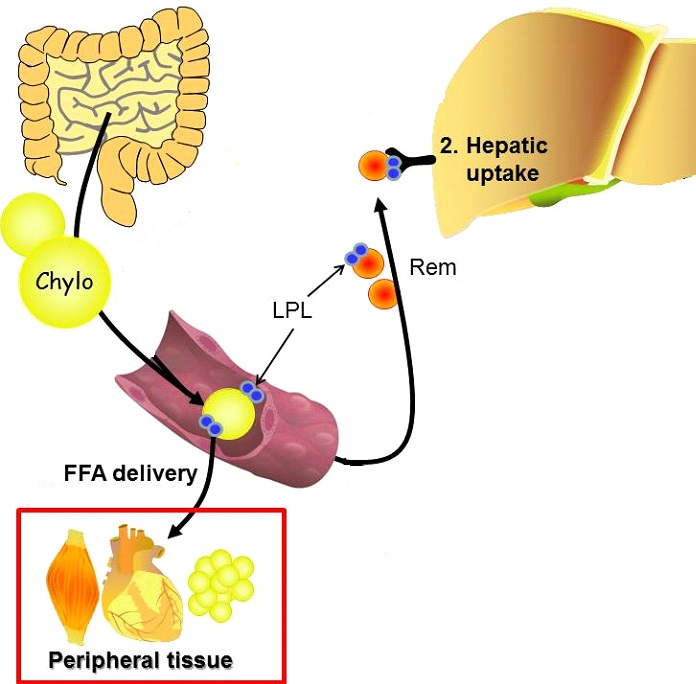 2. Hepatic
uptake
Chylo
Rem
LPL
FFA delivery
Peripheral tissue